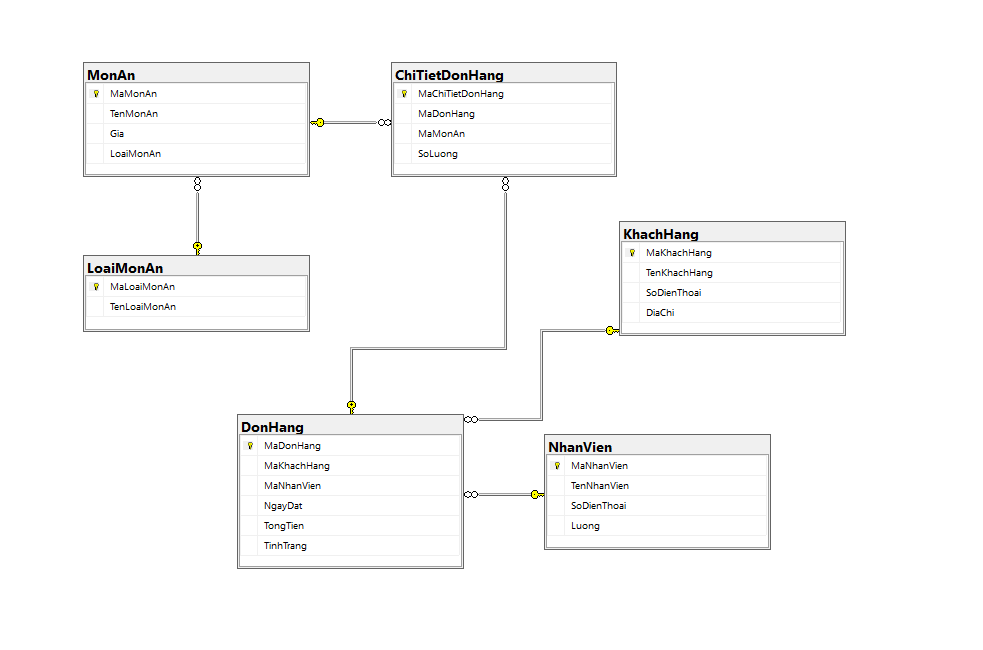 MonAn
MaMonAn
TenMonAn
Gia
LoaiMonAn
ChiTietDonHang
MaChiTietDonHang
MaDonHang
MaMonAn
SoLuong
LoaiMonAn
MaLoaiMonAn
TenLoaiMonAn
KhachHang
MaKhachHang
TenKhachHang
SoDienThoai
DiaChi
DonHang
MaDonHang
MaKhachHang
MaNhanVien
NgayDat
TongTien
TinhTrang
NhanVien
MaNhanVien
TenNhanVien
SoDienThoai
Luong